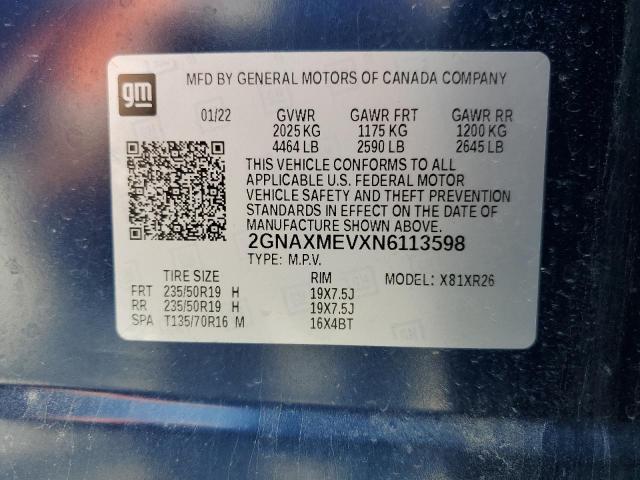 gm
MFD BY GENERAL MOTORS OF CANADA COMPANY
01/22 GVWR GAWR FRT GAWR RR
2025 KG 1175 KG 1200 KG
4464 LB 2590 LB 2645 LB
THIS VEHICLE CONFORMS TO ALL
APPLICABLE U.S. FEDERAL MOTOR
VEHICLE SAFETY AND THEFT PREVENTION
STANDARDS IN EFFECT ON THE DATE OF
MANUFACTURE SHOWN ABOVE.
2GNAXMEVXN6113598
TYPE: M.P.V.
TIRE SIZE RIM MODEL: X81XR26
FRT 235/50R19 H 19X7.5J
RR 235/50R19 H 19X7.5J
SPA T135/70R16 M 16X4BT